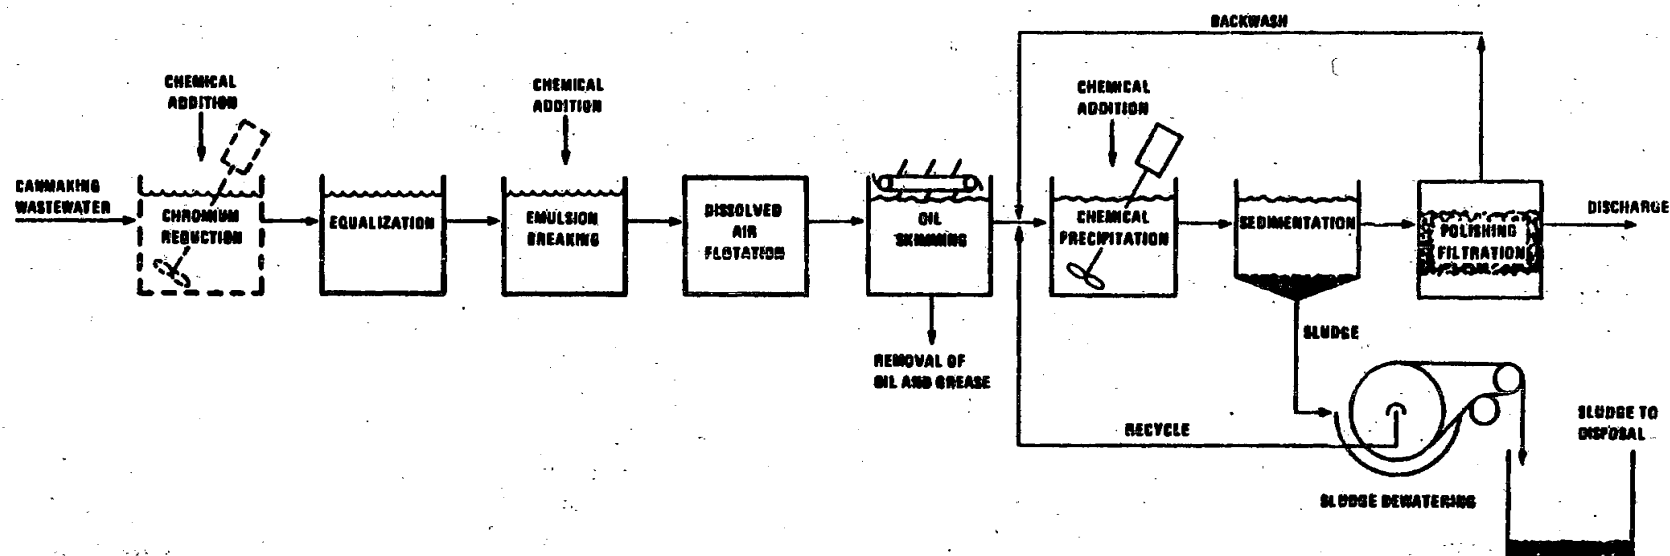 BACKWASH
CHEMICAL
ADDITION
CHEMICAL
ADDITION
CHEMICAL
ADDITION
CANMAKING
WASTEWATER
CHROMIUM
REDUCTION
EQUALIZATION
EMULSION
BREAKING
DISSOLVED
AIR
FLOTATION
OIL
SKIMMING
CHEMICAL
PRECIPITATION
SEDIMENTATION
POLISHING
FILTRATION
DISCHARGE
REMOVAL OF
OIL AND GREASE
SLUDGE
RECYCLE
SLUDGE TO
DISPOSAL
SLUDGE DEWATERING